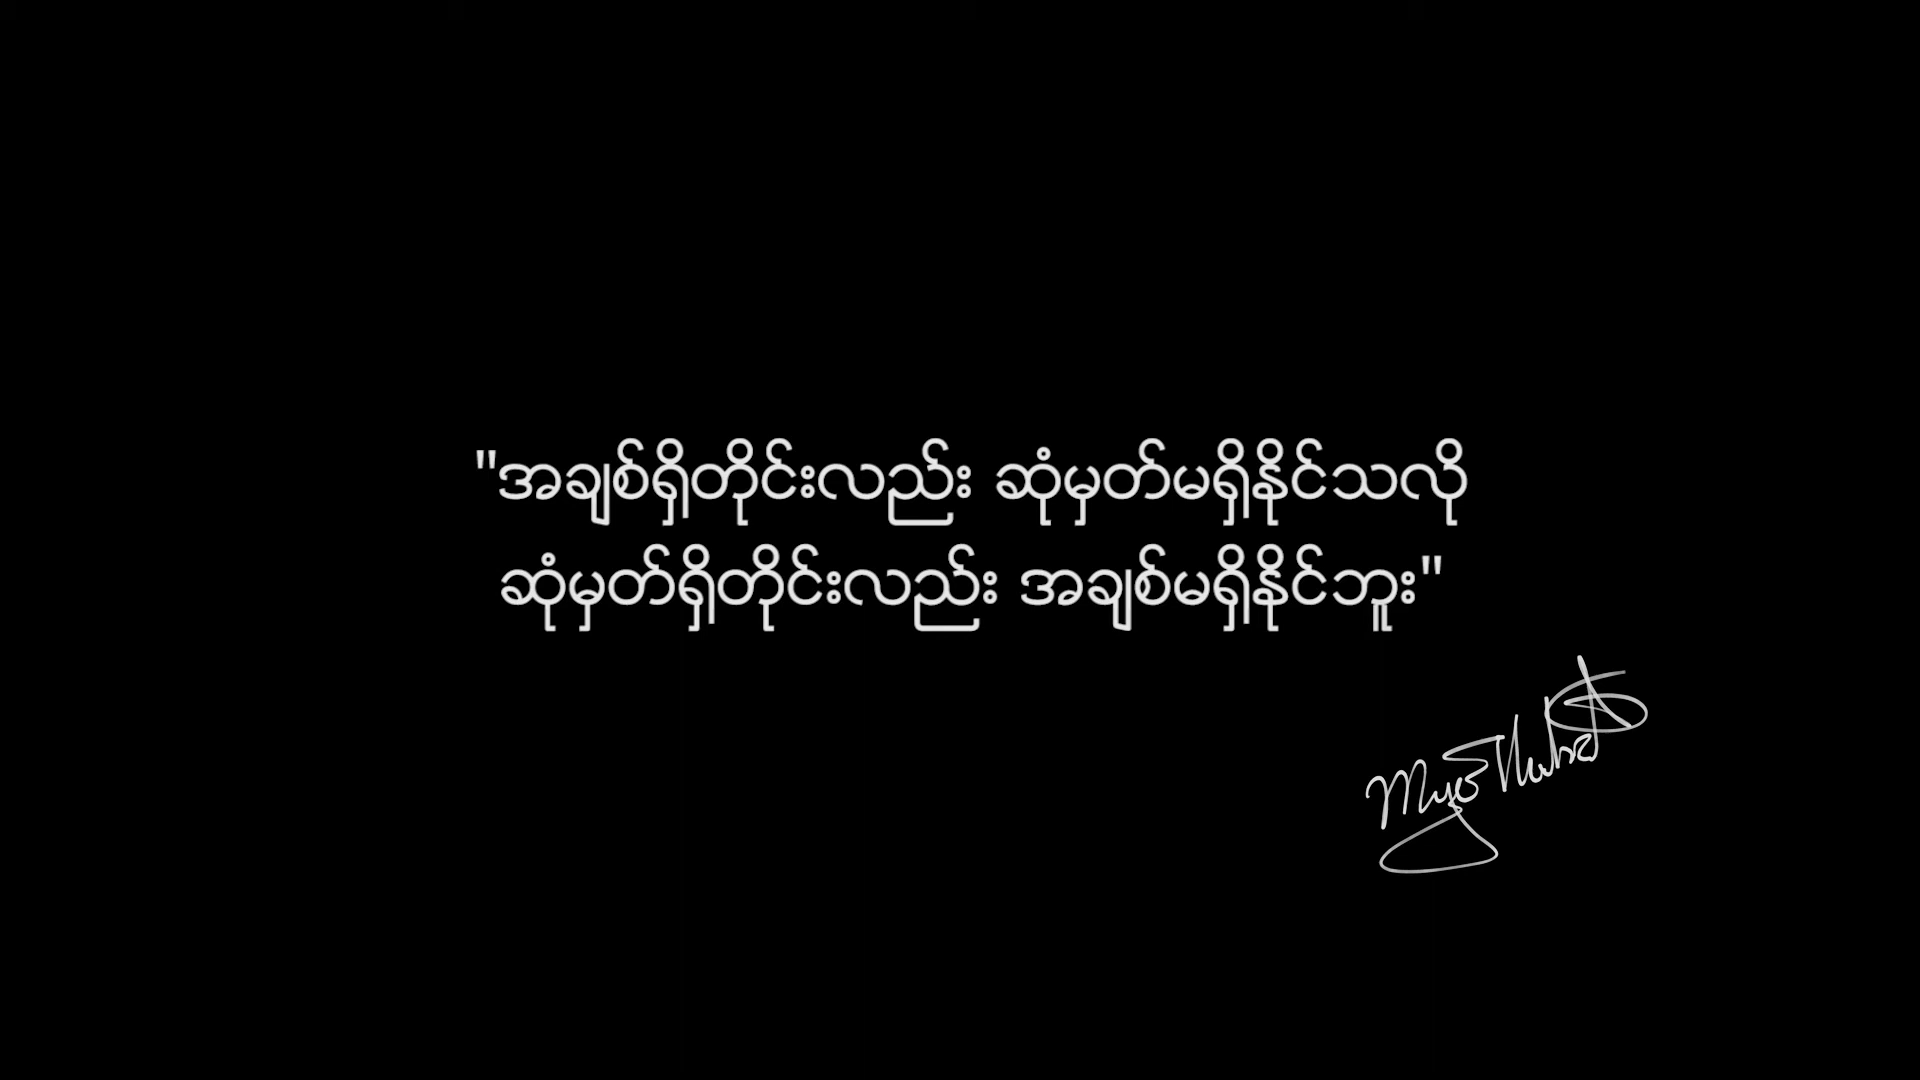 "အချစ်ရှိတိုင်းလည်း ဆုံမှတ်မရှိနိုင်သလို
ဆုံမှတ်ရှိတိုင်းလည်း အချစ်မရှိနိုင်ဘူး"